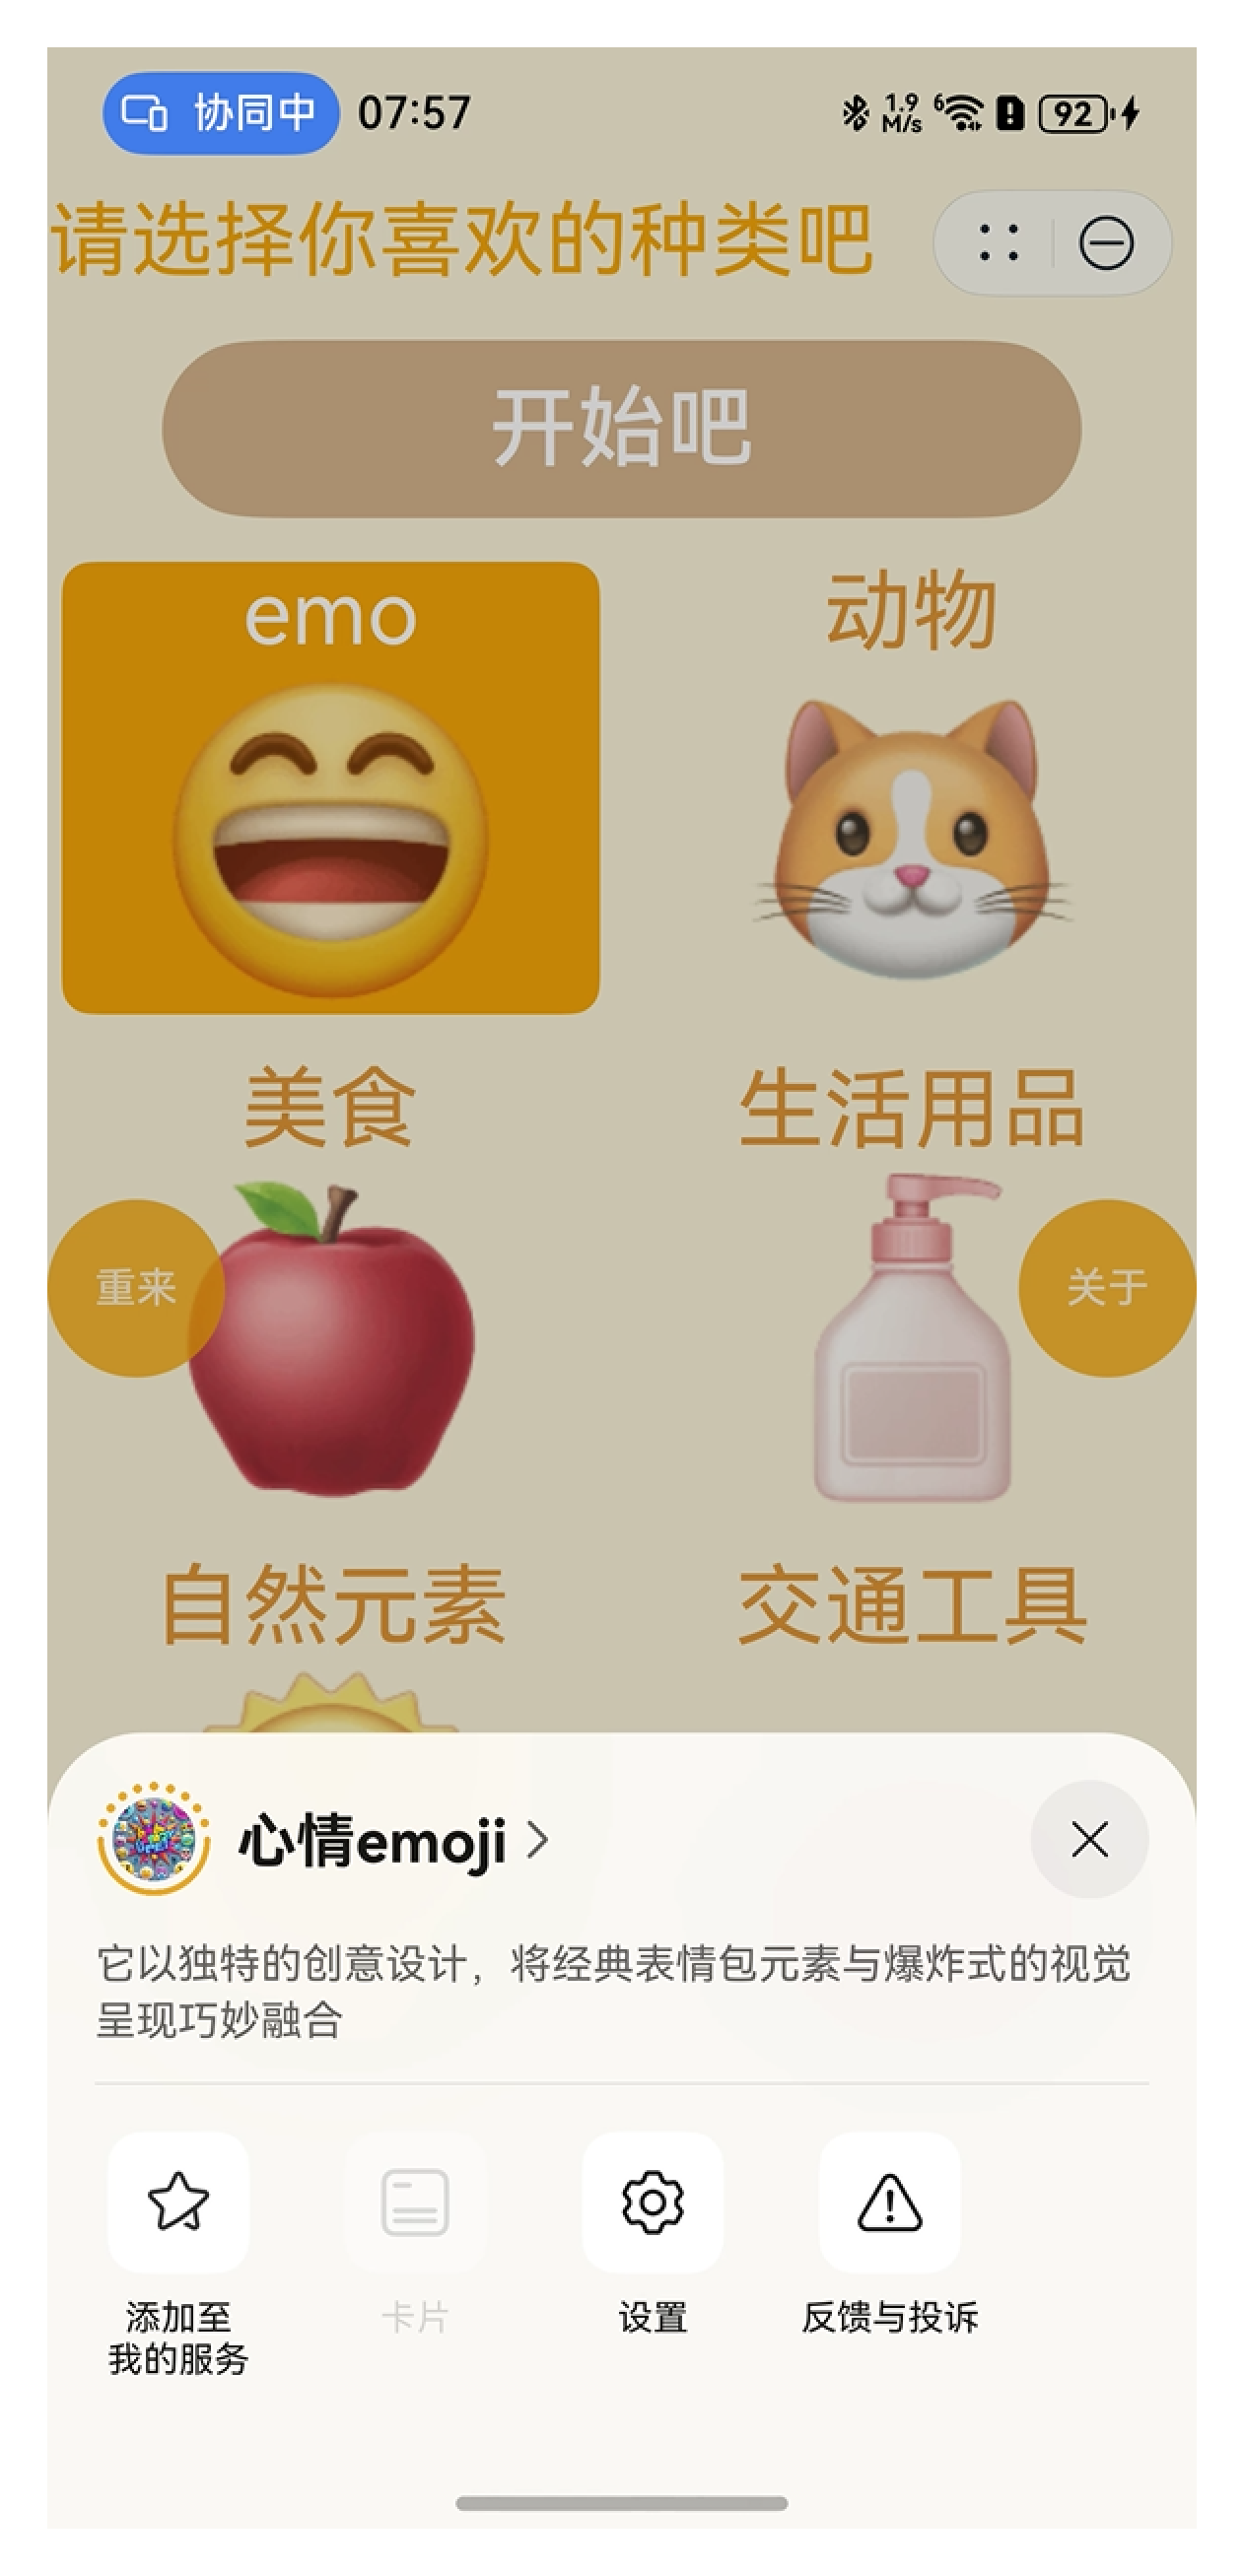 协同中 07:57 1.9 M/s 6 92
请选择你喜欢的种类吧
开始吧
emo
动物
美食
生活用品
重来
关于
自然元素
交通工具
心情emoji
它以独特的创意设计，将经典表情包元素与爆炸式的视觉
呈现巧妙融合
添加至
我的服务
卡片
设置
反馈与投诉